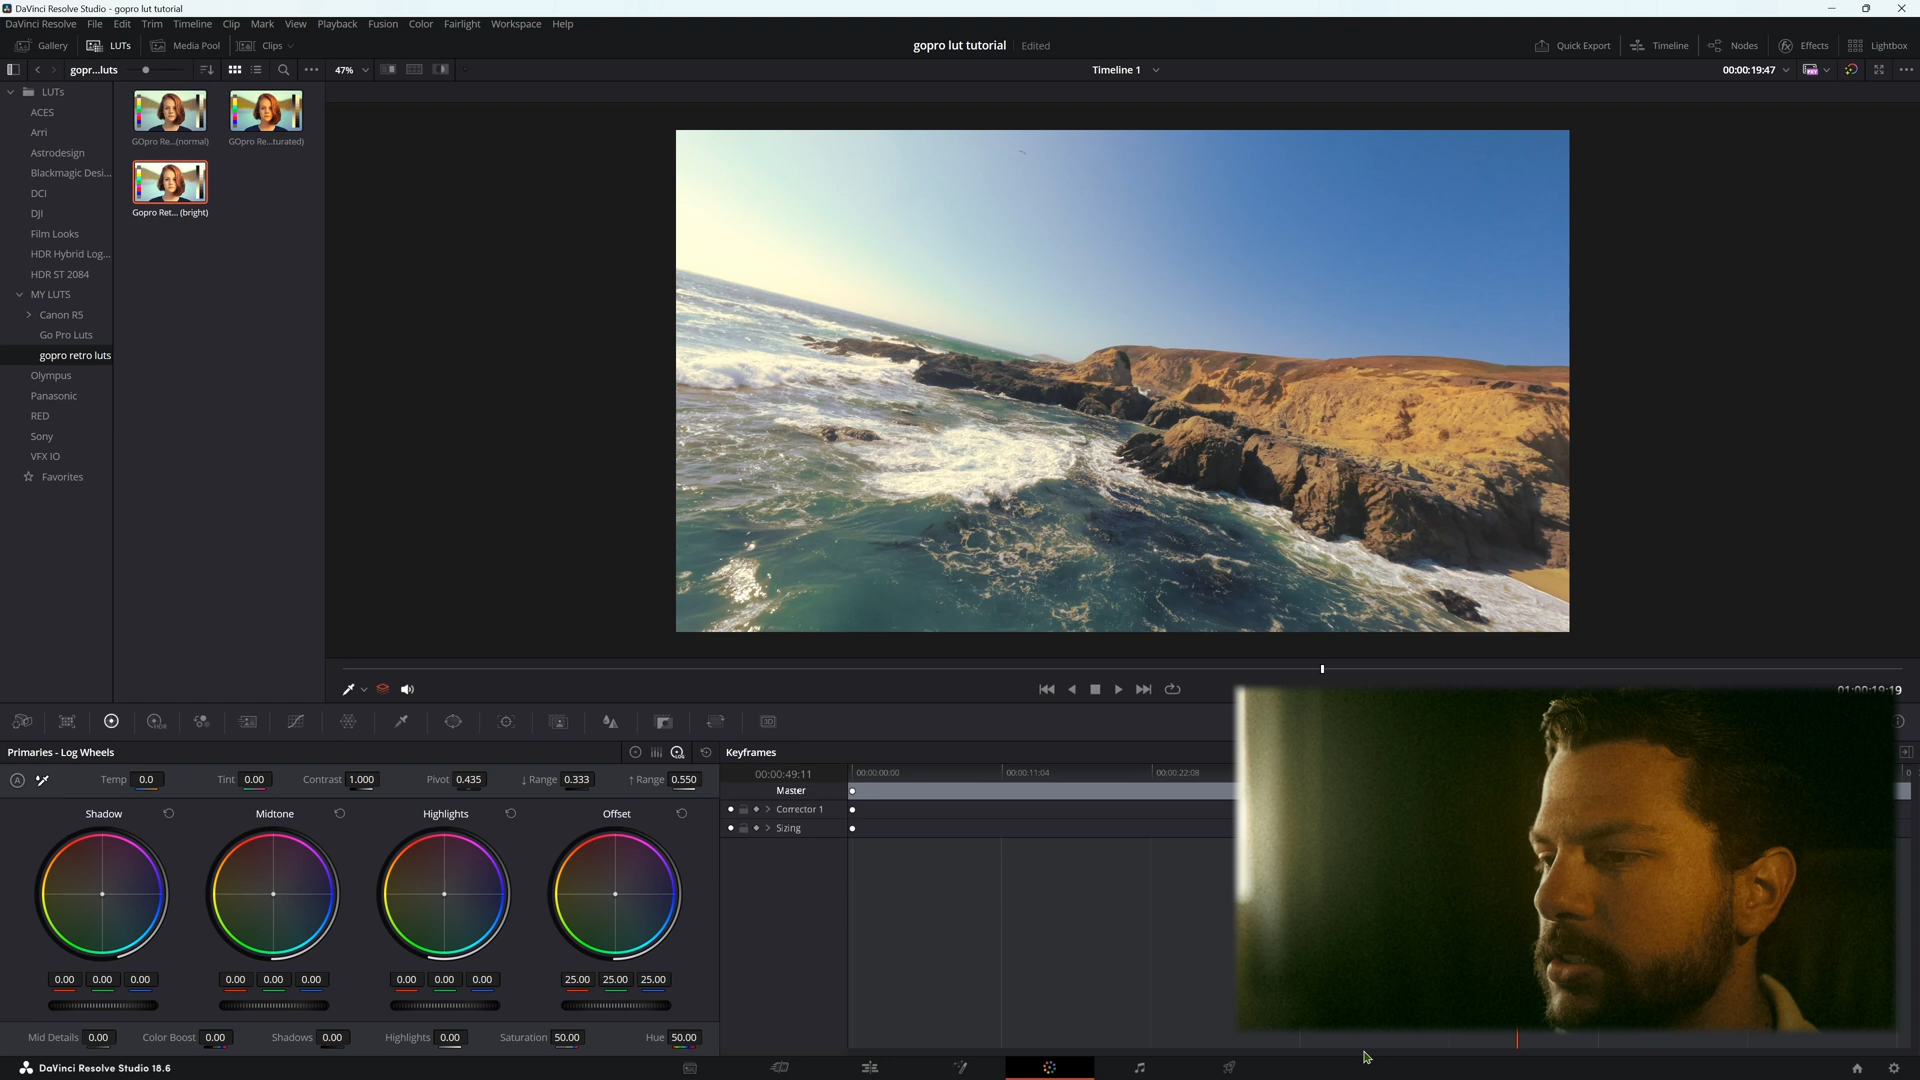 DaVinci Resolve Studio - gopro lut tutorial
DaVinci Resolve File Edit Trim Timeline Clip Mark View Playback Fusion Color Fairlight Workspace Help
Gallery LUTs Media Pool Clips gopro lut tutorial Edited Quick Export Timeline Nodes Effects Lightbox
gopr...luts 47% Timeline 1 00:00:19:47
LUTs
ACES
Arri
Astrodesign
Blackmagic Desi...
DCI
DJI
Film Looks
HDR Hybrid Log...
HDR ST 2084
MY LUTS
Canon R5
Go Pro Luts
gopro retro luts
Olympus
Panasonic
RED
Sony
VFX IO
Favorites
GOpro Re...(normal) GOpro Re...turated)
Gopro Ret... (bright)
01:00:19:19
Primaries - Log Wheels
Temp 0.0 Tint 0.00 Contrast 1.000 Pivot 0.435 ↓ Range 0.333 ↑ Range 0.550
Shadow Midtone Highlights Offset
0.00 0.00 0.00 0.00 0.00 0.00 0.00 0.00 0.00 25.00 25.00 25.00
Mid Details 0.00 Color Boost 0.00 Shadows 0.00 Highlights 0.00 Saturation 50.00 Hue 50.00
Keyframes
00:00:49:11 00:00:00:00 00:00:11:04 00:00:22:08
Master
Corrector 1
Sizing
DaVinci Resolve Studio 18.6